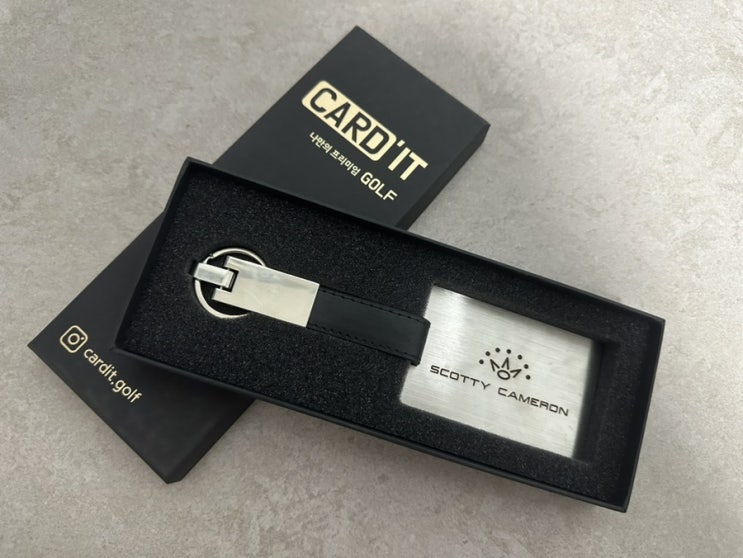 CARD'IT
나만의 프리미엄 GOLF
cardit.golf
SCOTTY CAMERON